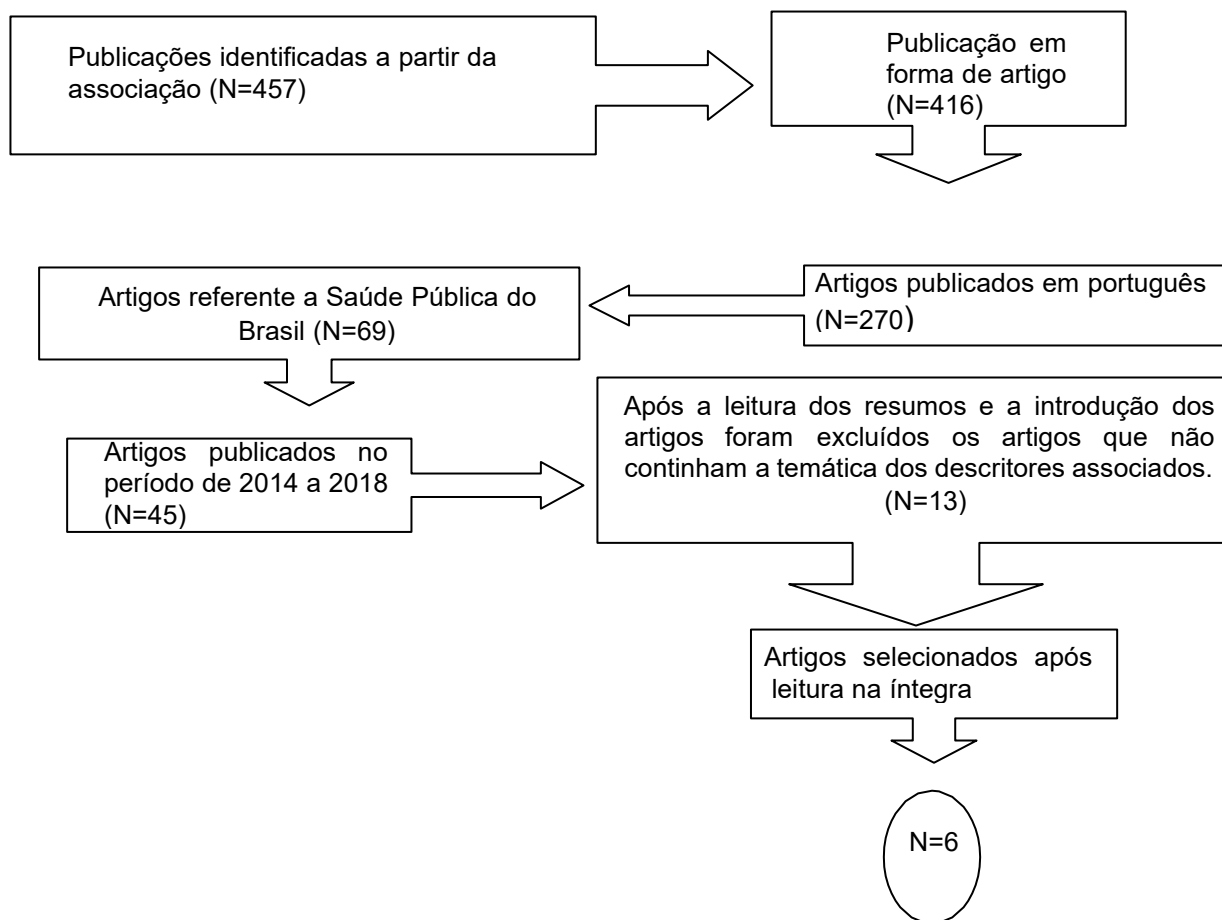 Publicações identificadas a partir da
associação (N=457)
Publicação em
forma de artigo
(N=416)
Artigos publicados em português
(N=270)
Artigos referente a Saúde Pública do
Brasil (N=69)
Artigos publicados no
período de 2014 a 2018
(N=45)
Após a leitura dos resumos e a introdução dos
artigos foram excluídos os artigos que não
continham a temática dos descritores associados.
(N=13)
Artigos selecionados após
leitura na íntegra
N=6